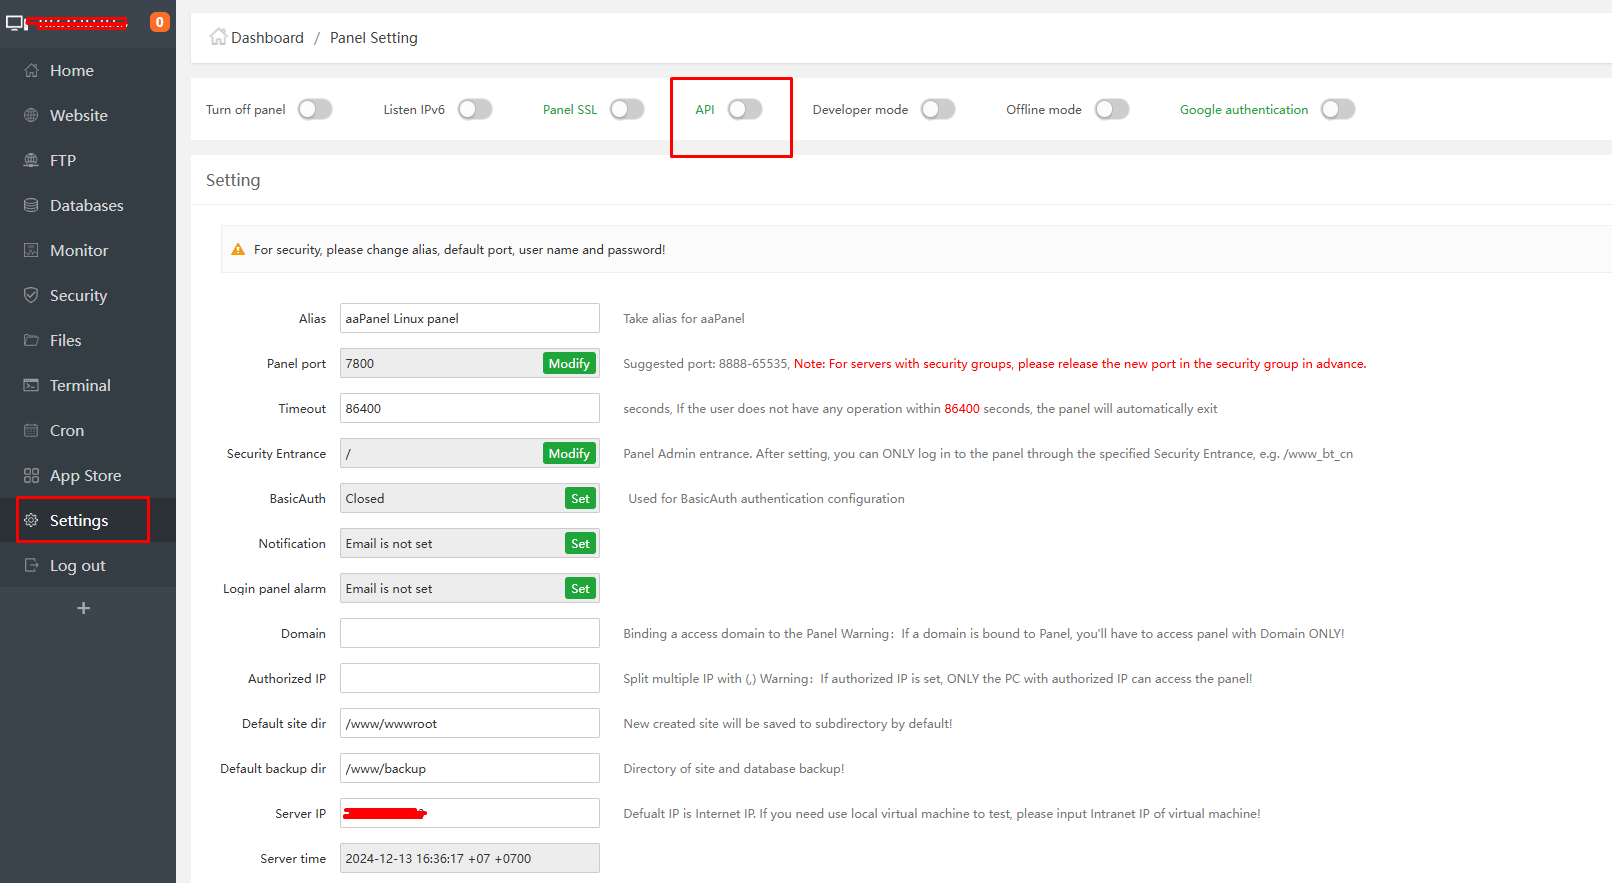 0
Home
Website
FTP
Databases
Monitor
Security
Files
Terminal
Cron
App Store
Settings
Log out
+
Dashboard / Panel Setting
Turn off panel Listen IPv6 Panel SSL API Developer mode Offline mode Google authentication
Setting
For security, please change alias, default port, user name and password!
Alias aaPanel Linux panel Take alias for aaPanel
Panel port 7800 Modify Suggested port: 8888-65535, Note: For servers with security groups, please release the new port in the security group in advance.
Timeout 86400 seconds, If the user does not have any operation within 86400 seconds, the panel will automatically exit
Security Entrance / Modify Panel Admin entrance. After setting, you can ONLY log in to the panel through the specified Security Entrance, e.g. /www_bt_cn
BasicAuth Closed Set Used for BasicAuth authentication configuration
Notification Email is not set Set
Login panel alarm Email is not set Set
Domain Binding a access domain to the Panel Warning：If a domain is bound to Panel, you'll have to access panel with Domain ONLY!
Authorized IP Split multiple IP with (,) Warning：If authorized IP is set, ONLY the PC with authorized IP can access the panel!
Default site dir /www/wwwroot New created site will be saved to subdirectory by default!
Default backup dir /www/backup Directory of site and database backup!
Server IP Defualt IP is Internet IP. If you need use local virtual machine to test, please input Intranet IP of virtual machine!
Server time 2024-12-13 16:36:17 +07 +0700